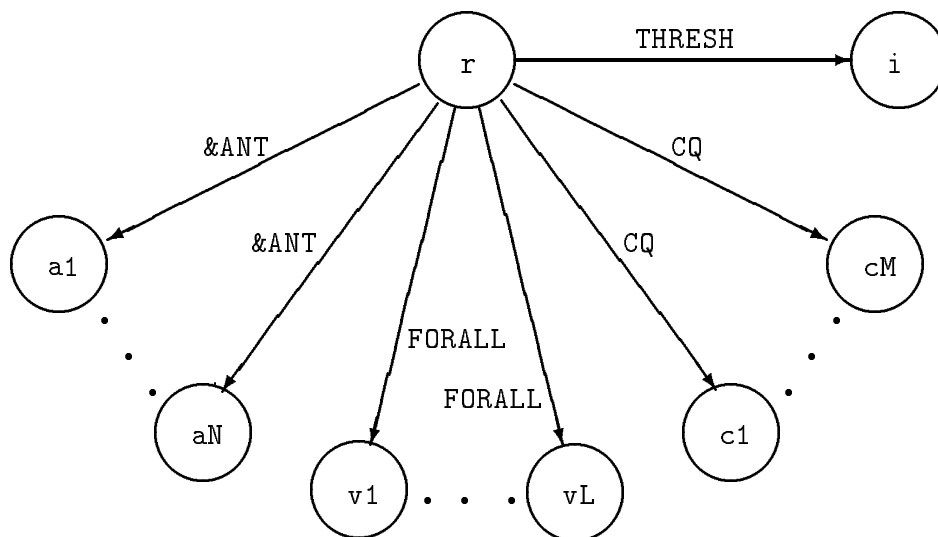 THRESH
r
i
&ANT
CQ
&ANT
CQ
a1
cM
FORALL
FORALL
aN
c1
v1
vL